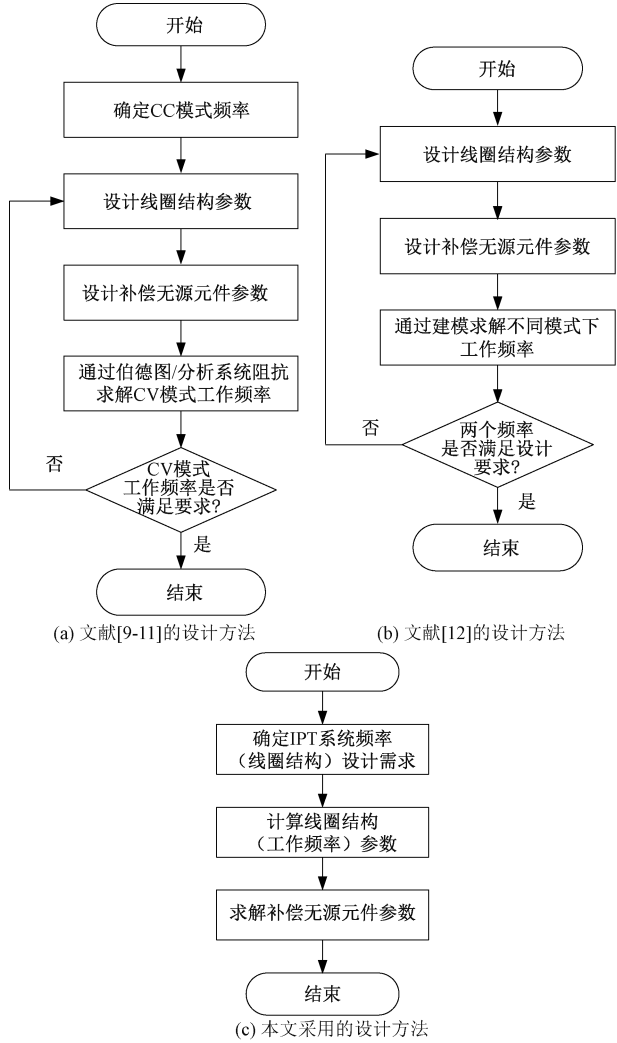 开始
确定CC模式频率
设计线圈结构参数
设计补偿无源元件参数
通过伯德图/分析系统阻抗
求解CV模式工作频率
CV模式
工作频率是否
满足要求?
否
是
结束
(a) 文献[9-11]的设计方法
开始
设计线圈结构参数
设计补偿无源元件参数
通过建模求解不同模式下
工作频率
两个频率
是否满足设计
要求?
否
是
结束
(b) 文献[12]的设计方法
开始
确定IPT系统频率
（线圈结构）设计需求
计算线圈结构
（工作频率）参数
求解补偿无源元件参数
结束
(c) 本文采用的设计方法